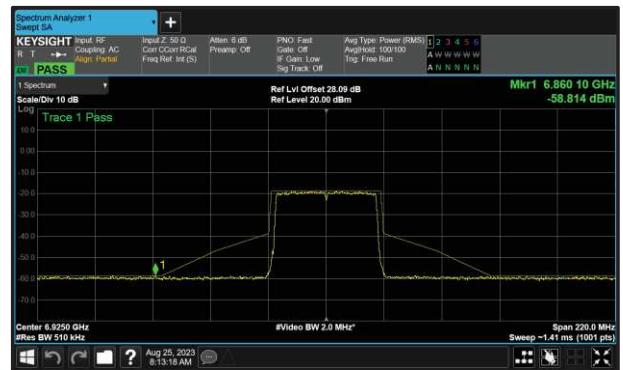 Spectrum Analyzer 1
Swept SA
+
KEYSIGHT
R T
PASS
Input: RF
Coupling: AC
Align: Partial
Input Z: 50 Ω
Corr CCorr RCal
Freq Ref: Int (S)
Atten: 6 dB
Preamp: Off
PNO: Fast
Gate: Off
IF Gain: Low
Sig Track: Off
Avg Type: Power (RMS)
Avg|Hold: 100/100
Trig: Free Run
1 2 3 4 5 6
A W W W W W
A N N N N N
1 Spectrum
Scale/Div 10 dB
Log
Ref Lvl Offset 28.09 dB
Ref Level 20.00 dBm
Mkr1 6.860 10 GHz
-58.814 dBm
Trace 1 Pass
10.0
0.00
-10.0
-20.0
-30.0
-40.0
-50.0
-60.0
-70.0
1
Center 6.9250 GHz
#Res BW 510 kHz
#Video BW 2.0 MHz*
Span 220.0 MHz
Sweep ~1.41 ms (1001 pts)
?
Aug 25, 2023
8:13:18 AM